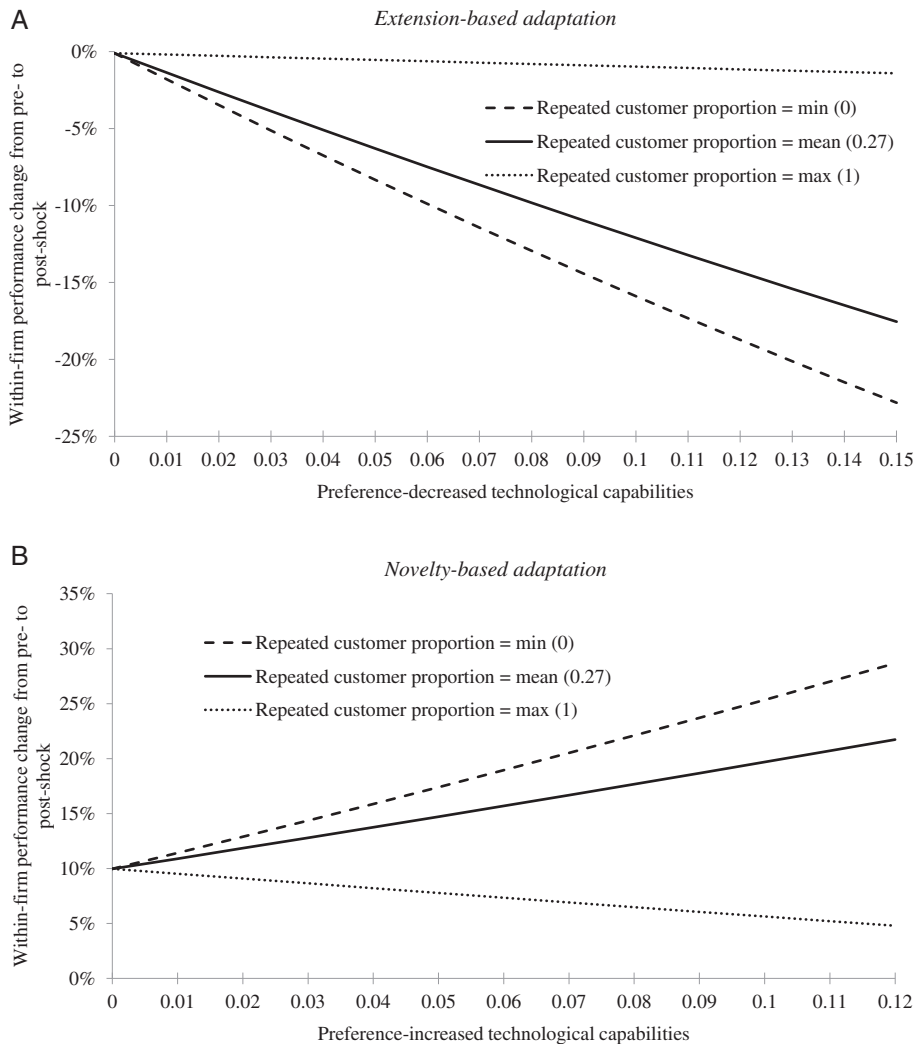 A
Extension-based adaptation
Within-firm performance change from pre- to
post-shock
0%
-5%
-10%
-15%
-20%
-25%
Repeated customer proportion = min (0)
Repeated customer proportion = mean (0.27)
Repeated customer proportion = max (1)
0 0.01 0.02 0.03 0.04 0.05 0.06 0.07 0.08 0.09 0.1 0.11 0.12 0.13 0.14 0.15
Preference-decreased technological capabilities
B
Novelty-based adaptation
Within-firm performance change from pre- to
post-shock
35%
30%
25%
20%
15%
10%
5%
0%
Repeated customer proportion = min (0)
Repeated customer proportion = mean (0.27)
Repeated customer proportion = max (1)
0 0.01 0.02 0.03 0.04 0.05 0.06 0.07 0.08 0.09 0.1 0.11 0.12
Preference-increased technological capabilities